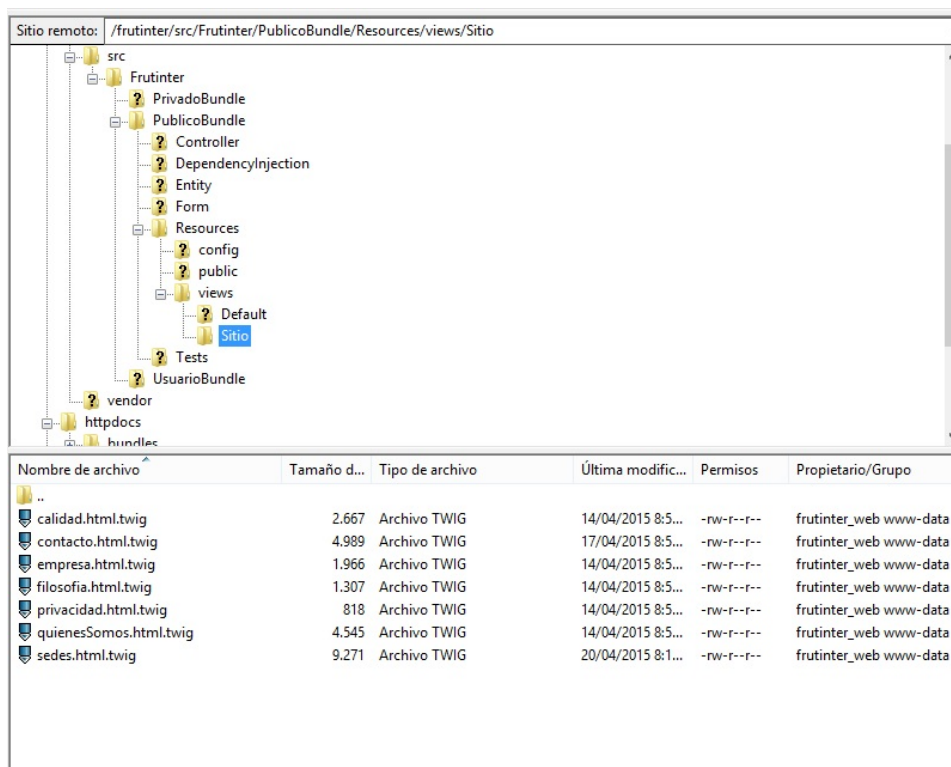 Sitio remoto: /frutinter/src/Frutinter/PublicoBundle/Resources/views/Sitio
src
Frutinter
PrivadoBundle
PublicoBundle
Controller
DependencyInjection
Entity
Form
Resources
config
public
views
Default
Sitio
Tests
UsuarioBundle
vendor
httpdocs
bundles
Nombre de archivo Tamaño d... Tipo de archivo Última modific... Permisos Propietario/Grupo
..
calidad.html.twig 2.667 Archivo TWIG 14/04/2015 8:5... -rw-r--r-- frutinter_web www-data
contacto.html.twig 4.989 Archivo TWIG 17/04/2015 8:5... -rw-r--r-- frutinter_web www-data
empresa.html.twig 1.966 Archivo TWIG 14/04/2015 8:5... -rw-r--r-- frutinter_web www-data
filosofia.html.twig 1.307 Archivo TWIG 14/04/2015 8:5... -rw-r--r-- frutinter_web www-data
privacidad.html.twig 818 Archivo TWIG 14/04/2015 8:5... -rw-r--r-- frutinter_web www-data
quienesSomos.html.twig 4.545 Archivo TWIG 14/04/2015 8:5... -rw-r--r-- frutinter_web www-data
sedes.html.twig 9.271 Archivo TWIG 20/04/2015 8:1... -rw-r--r-- frutinter_web www-data